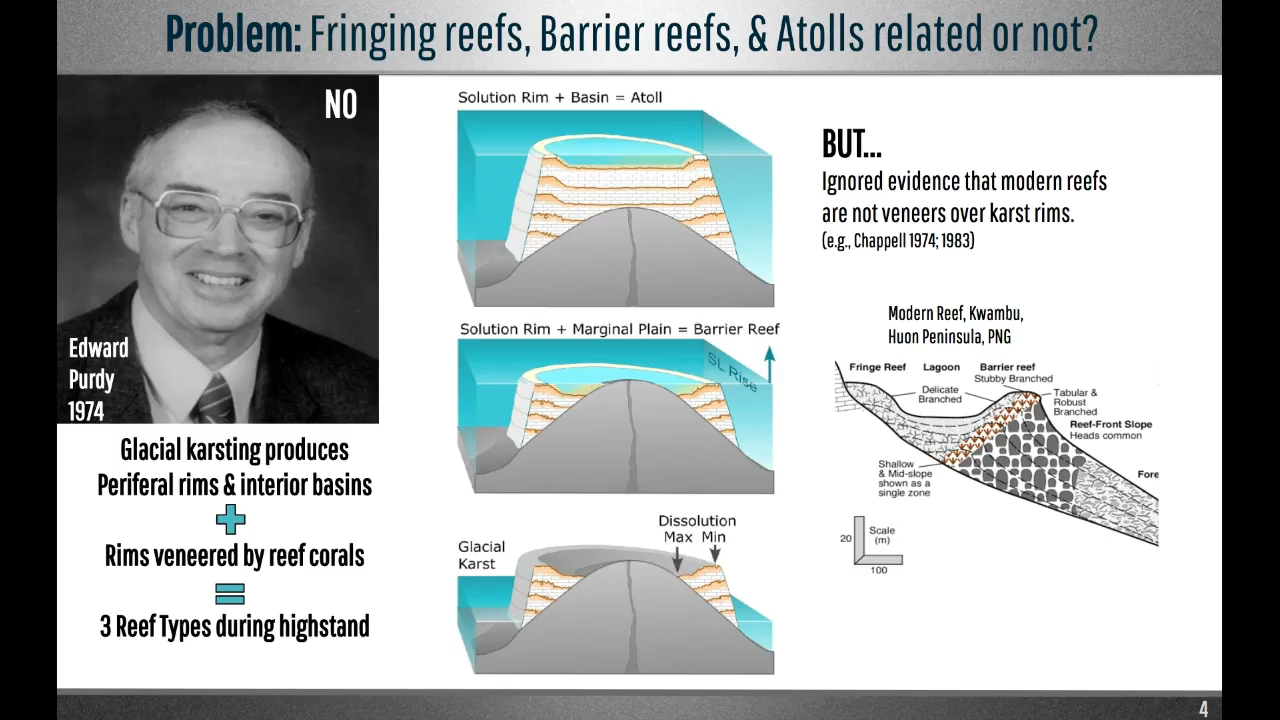 Problem: Fringing reefs, Barrier reefs, & Atolls related or not?
NO
Edward
Purdy
1974
Glacial karsting produces
Periferal rims & interior basins
Rims veneered by reef corals
3 Reef Types during highstand
Solution Rim + Basin = Atoll
Solution Rim + Marginal Plain = Barrier Reef
SL Rise
Dissolution
Max Min
Glacial
Karst
BUT...
Ignored evidence that modern reefs
are not veneers over karst rims.
(e.g., Chappell 1974; 1983)
Modern Reef, Kwambu,
Huon Peninsula, PNG
Fringe Reef Lagoon Barrier reef
Stubby Branched
Delicate
Branched
Tabular &
Robust
Branched
Reef-Front Slope
Heads common
Shallow
& Mid-slope
shown as a
single zone
Fore
20
Scale
(m)
100
4